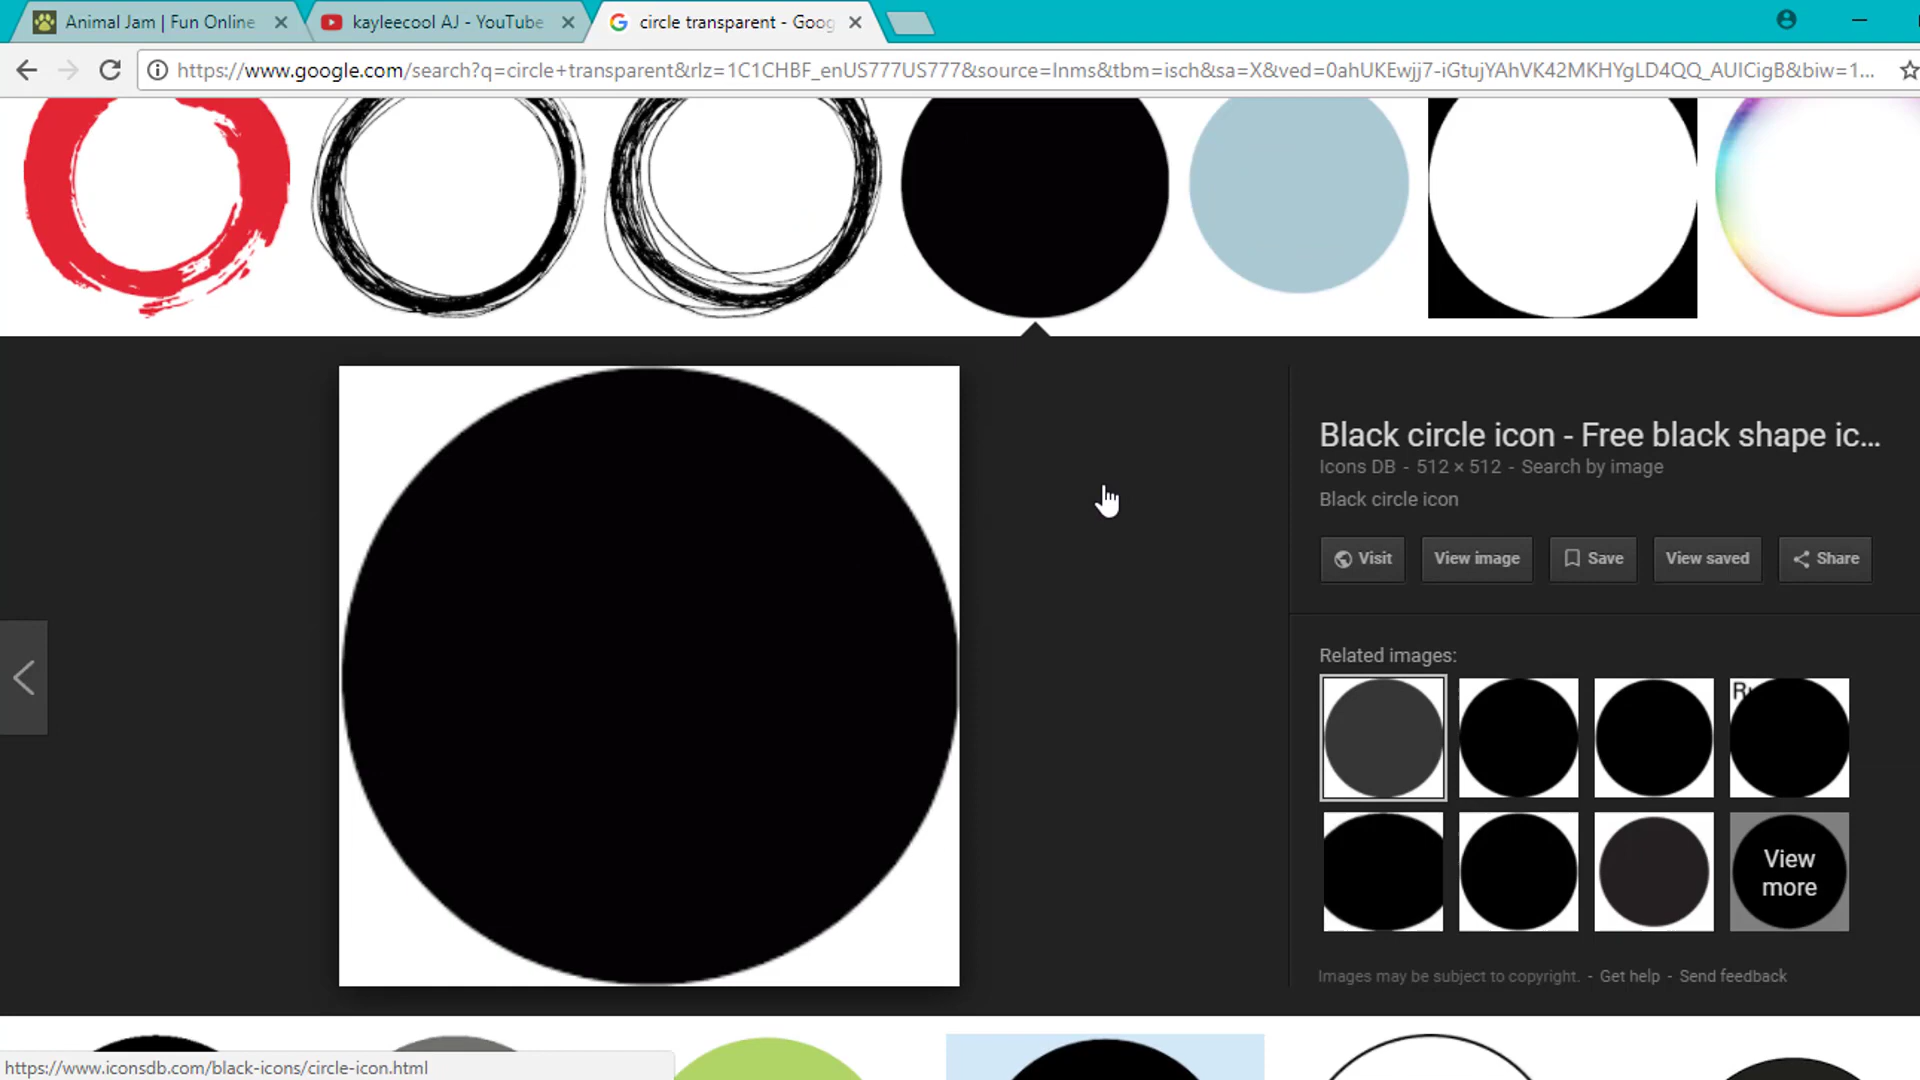 Animal Jam | Fun Online
kayleecool AJ - YouTube
circle transparent - Goog
https://www.google.com/search?q=circle+transparent&rlz=1C1CHBF_enUS777US777&source=lnms&tbm=isch&sa=X&ved=0ahUKEwjj7-iGtujYAhVK42MKHYgLD4QQ_AUICigB&biw=1...
Black circle icon - Free black shape ic...
Icons DB - 512 × 512 - Search by image
Black circle icon
Visit
View image
Save
View saved
Share
Related images:
View
more
Images may be subject to copyright. - Get help - Send feedback
https://www.iconsdb.com/black-icons/circle-icon.html